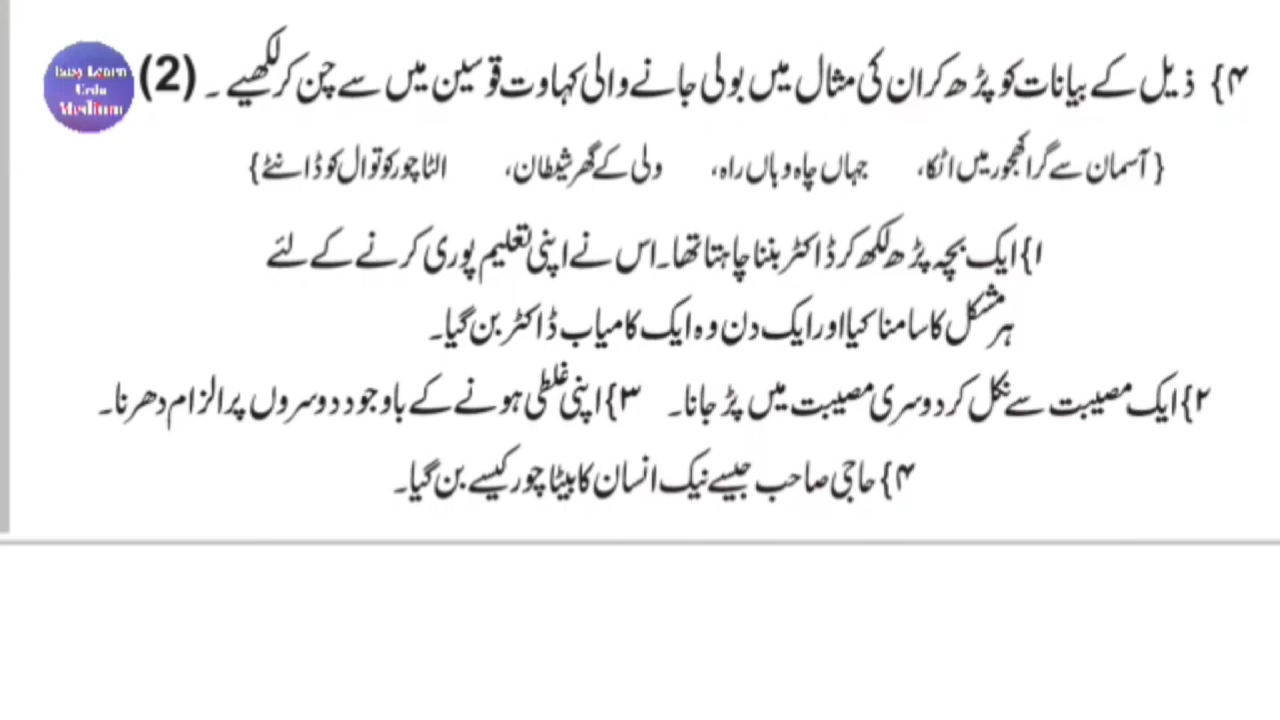 ۴} ذیل کے بیانات کو پڑھ کر ان کی مثال میں بولی جانے والی کہاوت قوسین میں سے چن کر لکھیے ۔ (2)
Easy Learn
Urdu
Medium
{ آسمان سے گرا کھجور میں اٹکا، جہاں چاہ وہاں راہ، ولی کے گھر شیطان، الٹا چور کوتوال کو ڈانٹے}
۱} ایک بچہ پڑھ لکھ کر ڈاکٹر بننا چاہتا تھا۔ اس نے اپنی تعلیم پوری کرنے کے لئے
ہر مشکل کا سامنا کیا اور ایک دن وہ ایک کامیاب ڈاکٹر بن گیا۔
۲} ایک مصیبت سے نکل کر دوسری مصیبت میں پڑ جانا۔ ۳} اپنی غلطی ہونے کے باوجود دوسروں پر الزام دھرنا۔
۴} حاجی صاحب جیسے نیک انسان کا بیٹا چور کیسے بن گیا۔